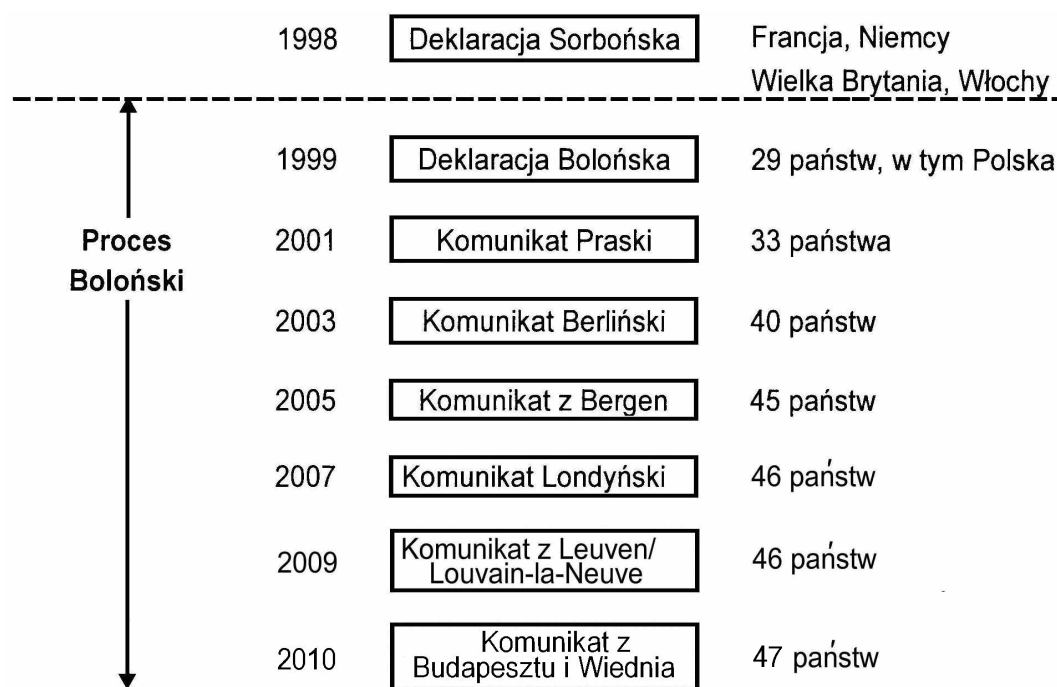 1998 Deklaracja Sorbońska Francja, Niemcy
Wielka Brytania, Włochy
1999 Deklaracja Bolońska 29 państw, w tym Polska
Proces
Boloński
2001 Komunikat Praski 33 państwa
2003 Komunikat Berliński 40 państw
2005 Komunikat z Bergen 45 państw
2007 Komunikat Londyński 46 państw
2009 Komunikat z Leuven/
Louvain-la-Neuve 46 państw
2010 Komunikat z
Budapesztu i Wiednia 47 państw